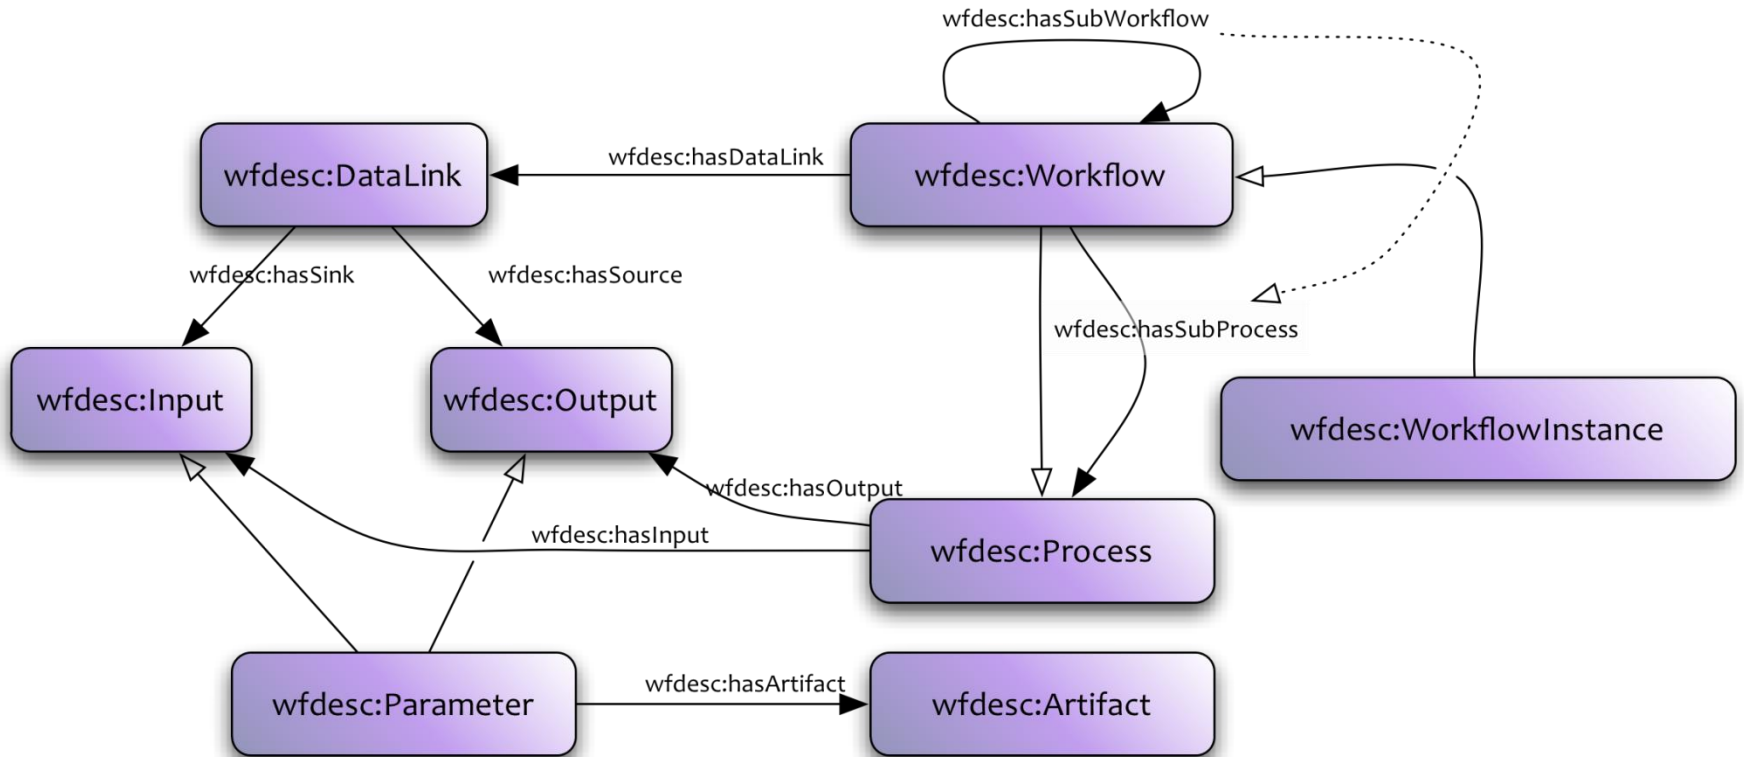 wfdesc:hasSubWorkflow
wfdesc:DataLink
wfdesc:hasDataLink
wfdesc:Workflow
wfdesc:hasSink
wfdesc:hasSource
wfdesc:hasSubProcess
wfdesc:Input
wfdesc:Output
wfdesc:WorkflowInstance
wfdesc:hasOutput
wfdesc:hasInput
wfdesc:Process
wfdesc:Parameter
wfdesc:hasArtifact
wfdesc:Artifact